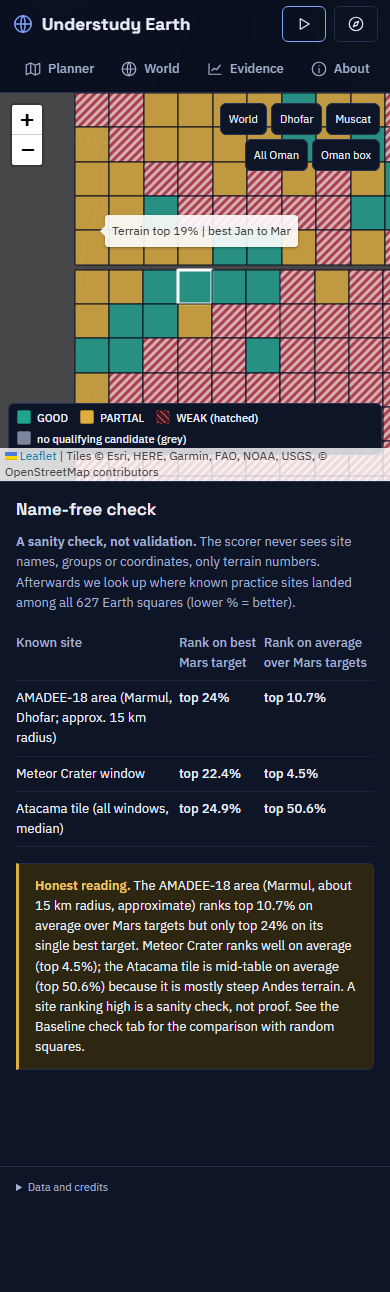 Understudy Earth
Planner World Evidence About
+
−
World Dhofar Muscat
All Oman Oman box
Terrain top 19% | best Jan to Mar
GOOD PARTIAL WEAK (hatched)
no qualifying candidate (grey)
Leaflet | Tiles © Esri, HERE, Garmin, FAO, NOAA, USGS, ©
OpenStreetMap contributors
Name-free check
A sanity check, not validation. The scorer never sees site
names, groups or coordinates, only terrain numbers.
Afterwards we look up where known practice sites landed
among all 627 Earth squares (lower % = better).
Known site Rank on best Rank on average
Mars target over Mars targets
AMADEE-18 area (Marmul, top 24% top 10.7%
Dhofar; approx. 15 km
radius)
Meteor Crater window top 22.4% top 4.5%
Atacama tile (all windows, top 24.9% top 50.6%
median)
Honest reading. The AMADEE-18 area (Marmul, about
15 km radius, approximate) ranks top 10.7% on
average over Mars targets but only top 24% on its
single best target. Meteor Crater ranks well on average
(top 4.5%); the Atacama tile is mid-table on average
(top 50.6%) because it is mostly steep Andes terrain. A
site ranking high is a sanity check, not proof. See the
Baseline check tab for the comparison with random
squares.
Data and credits